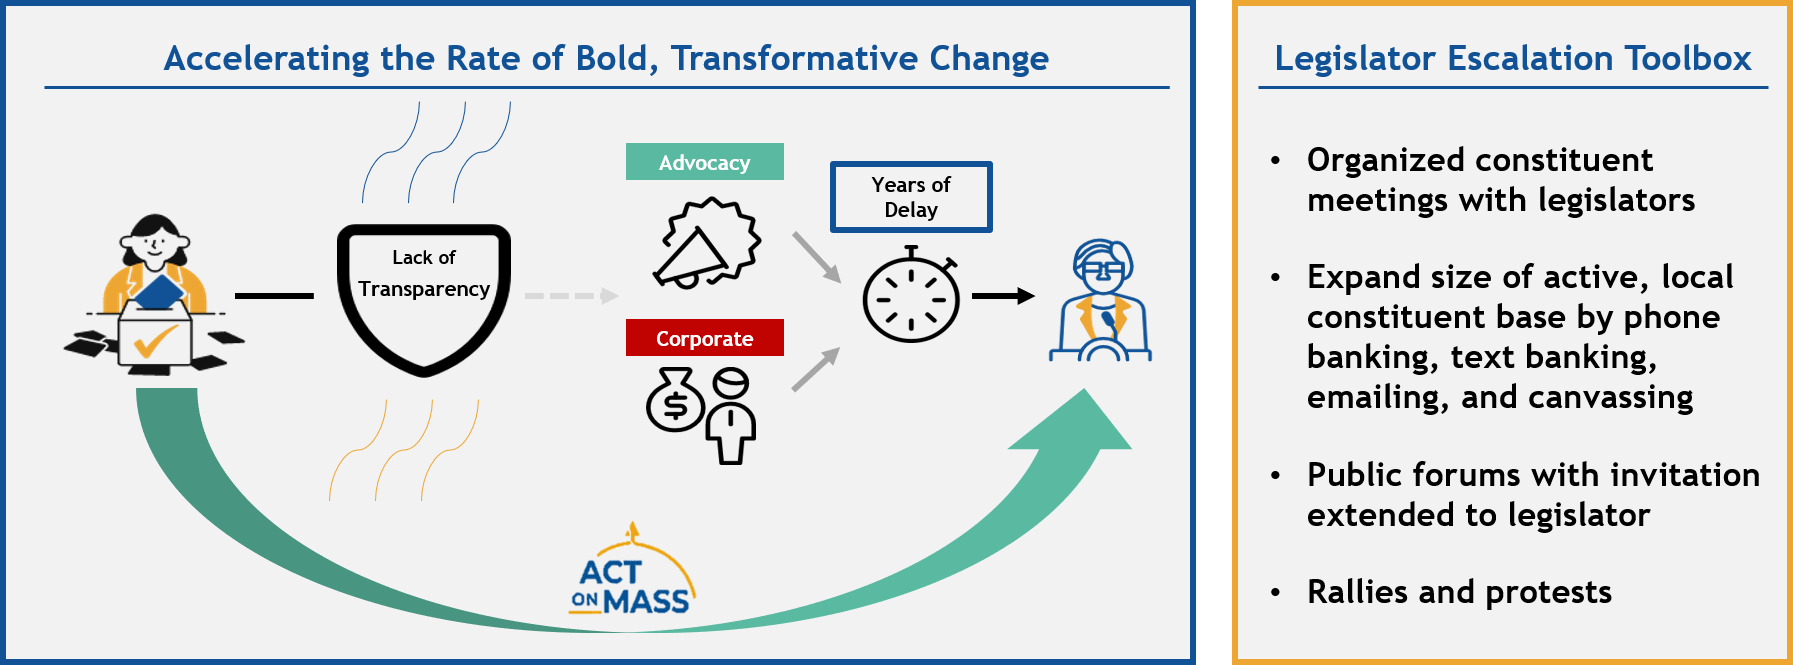 Accelerating the Rate of Bold, Transformative Change
Lack of
Transparency
Advocacy
Corporate
$
Years of
Delay
ACT
ON MASS
Legislator Escalation Toolbox
• Organized constituent
meetings with legislators
• Expand size of active, local
constituent base by phone
banking, text banking,
emailing, and canvassing
• Public forums with invitation
extended to legislator
• Rallies and protests